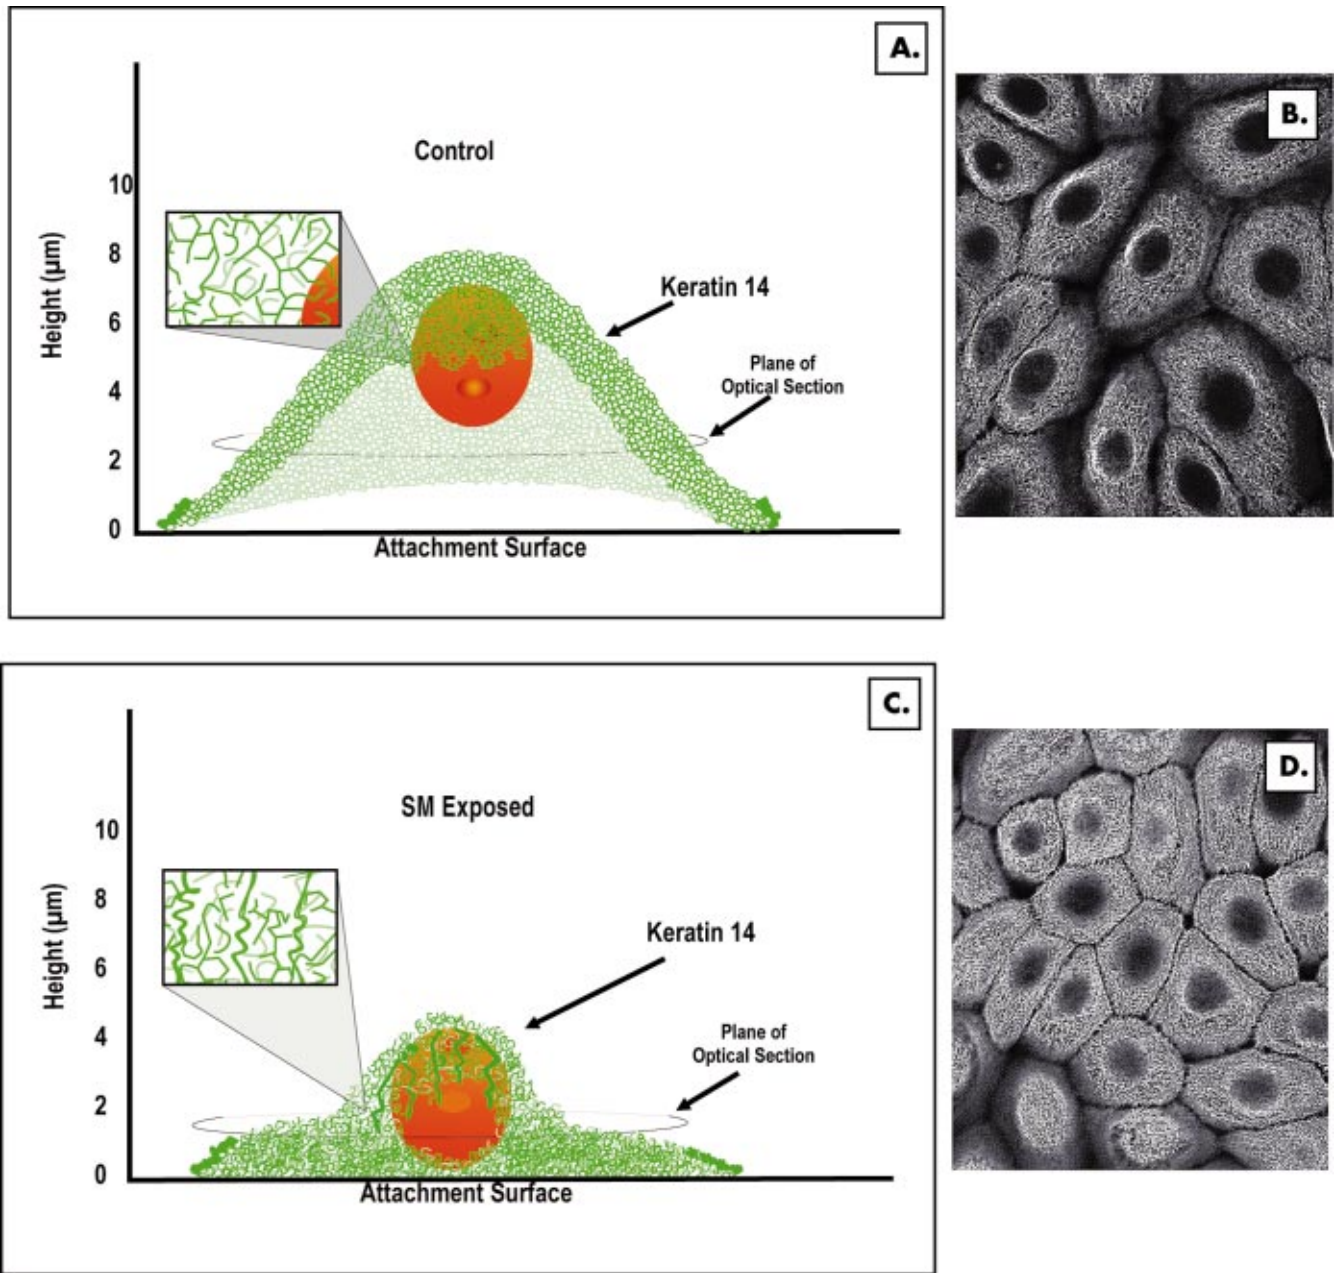 A.
Control
10
8
6
4
2
0
Height (µm)
Keratin 14
Plane of
Optical Section
Attachment Surface
B.
C.
SM Exposed
10
8
6
4
2
0
Height (µm)
Keratin 14
Plane of
Optical Section
Attachment Surface
D.